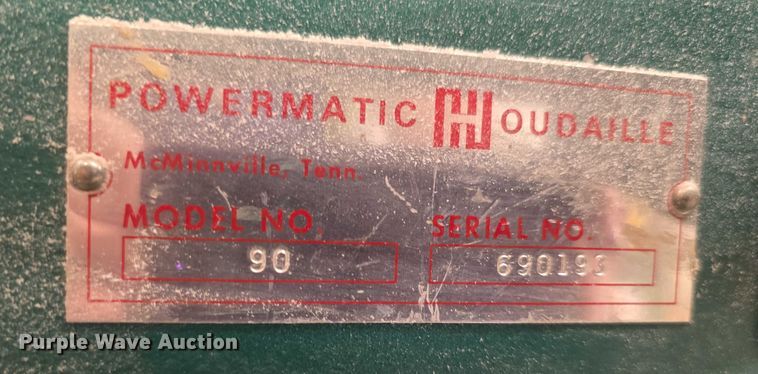 POWERMATIC HOUDAILLE
McMinnville, Tenn.
MODEL NO. SERIAL NO.
90
Purple Wave Auction